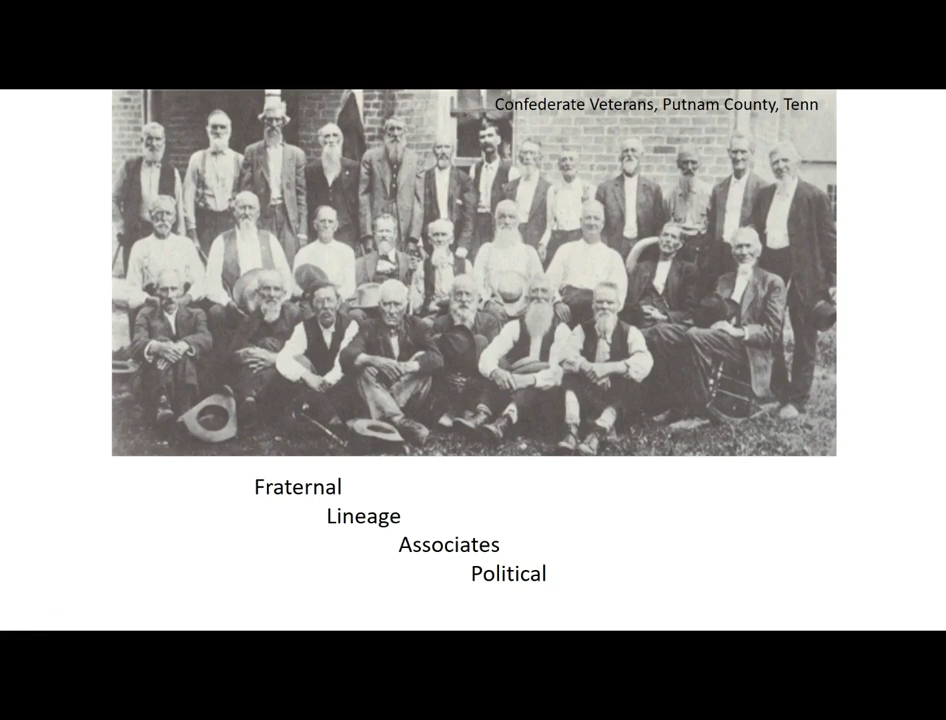 Confederate Veterans, Putnam County, Tenn
Fraternal
Lineage
Associates
Political